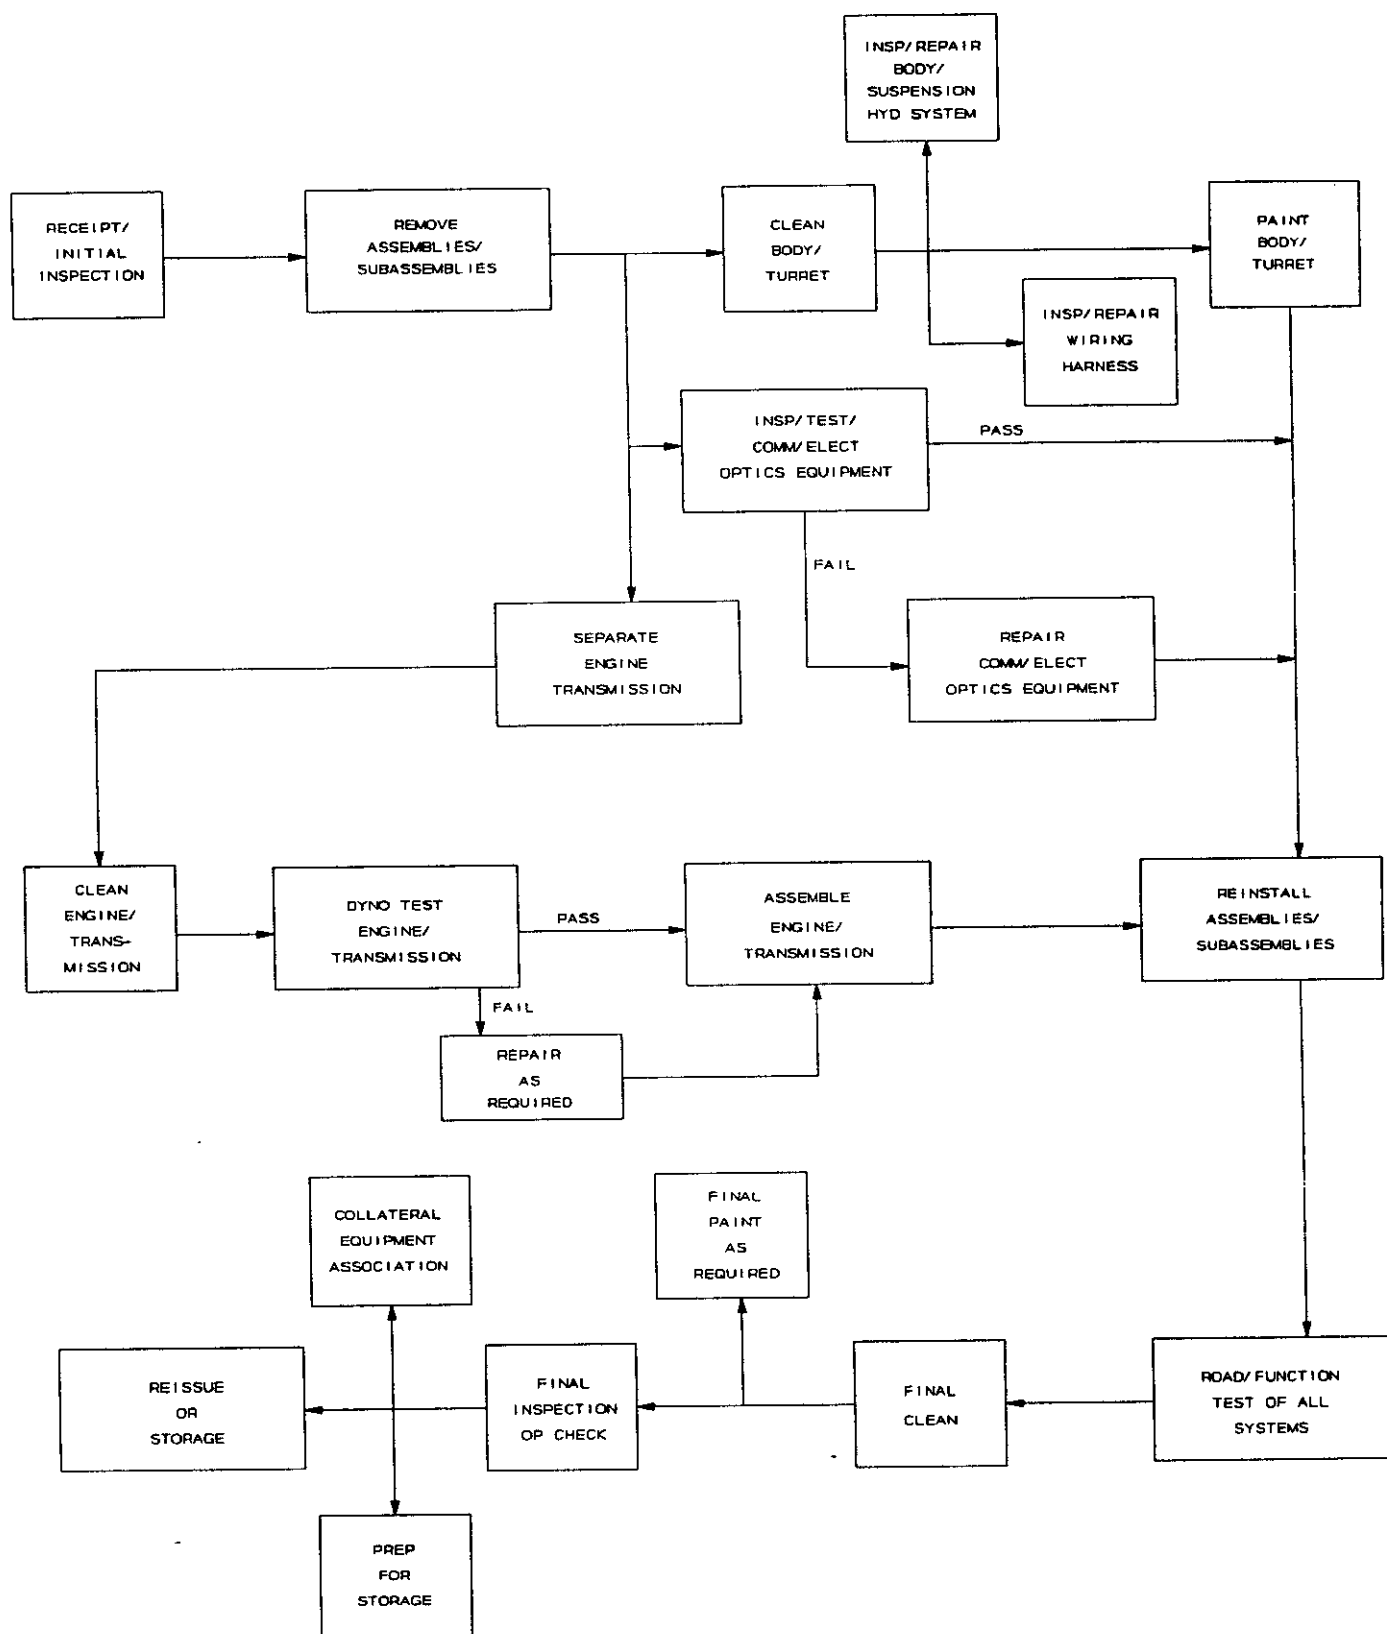 INSP/REPAIR
BODY/
SUSPENSION
HYD SYSTEM
RECEIPT/
INITIAL
INSPECTION
REMOVE
ASSEMBLIES/
SUBASSEMBLIES
CLEAN
BODY/
TURRET
PAINT
BODY/
TURRET
INSP/REPAIR
WIRING
HARNESS
INSP/TEST/
COMM/ELECT
OPTICS EQUIPMENT
PASS
FAIL
SEPARATE
ENGINE
TRANSMISSION
REPAIR
COMM/ELECT
OPTICS EQUIPMENT
CLEAN
ENGINE/
TRANS-
MISSION
DYNO TEST
ENGINE/
TRANSMISSION
PASS
ASSEMBLE
ENGINE/
TRANSMISSION
REINSTALL
ASSEMBLIES/
SUBASSEMBLIES
FAIL
REPAIR
AS
REQUIRED
COLLATERAL
EQUIPMENT
ASSOCIATION
FINAL
PAINT
AS
REQUIRED
REISSUE
OR
STORAGE
FINAL
INSPECTION
OP CHECK
FINAL
CLEAN
ROAD/FUNCTION
TEST OF ALL
SYSTEMS
PREP
FOR
STORAGE